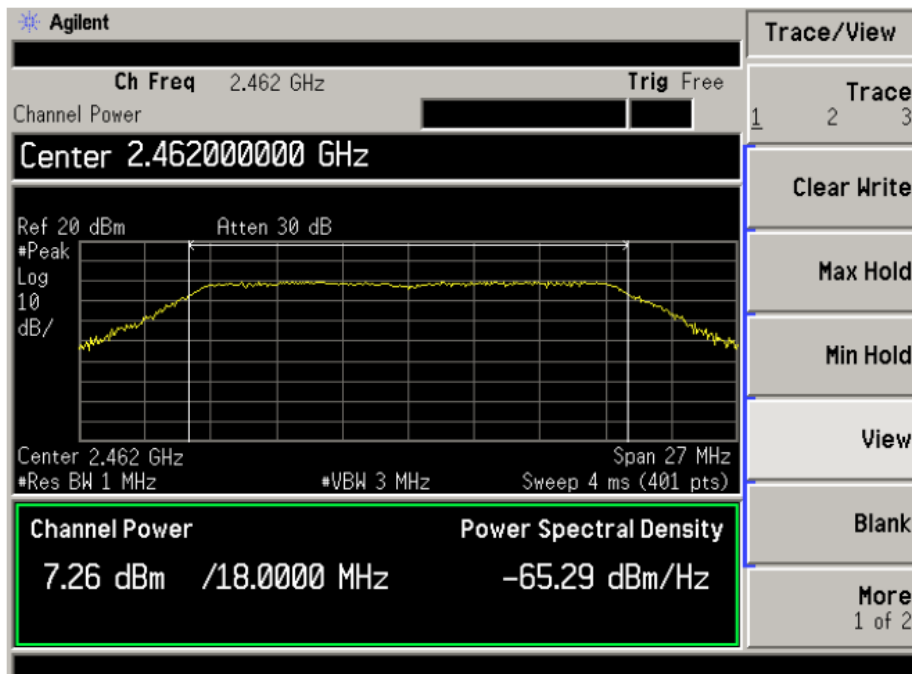 Agilent
Trace/View
Ch Freq 2.462 GHz Trig Free
Channel Power
Trace
1 2 3
Center 2.462000000 GHz
Clear Write
Ref 20 dBm Atten 30 dB
#Peak
Log
10
dB/
Max Hold
Min Hold
View
Center 2.462 GHz Span 27 MHz
#Res BW 1 MHz #VBW 3 MHz Sweep 4 ms (401 pts)
Channel Power Power Spectral Density
7.26 dBm /18.0000 MHz -65.29 dBm/Hz
Blank
More
1 of 2